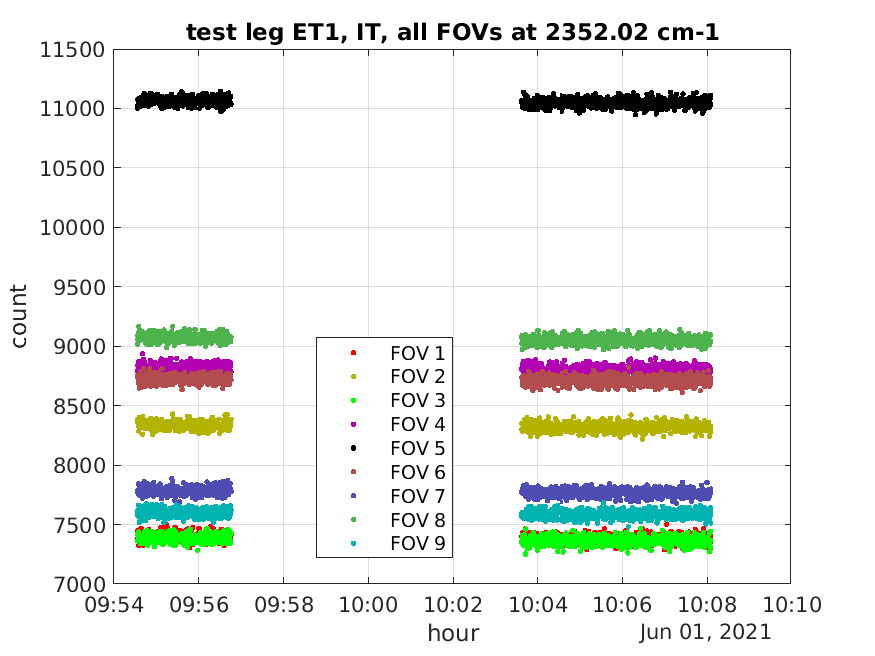 test leg ET1, IT, all FOVs at 2352.02 cm-1
11500
11000
10500
10000
9500
9000
8500
8000
7500
7000
count
FOV 1
FOV 2
FOV 3
FOV 4
FOV 5
FOV 6
FOV 7
FOV 8
FOV 9
09:54 09:56 09:58 10:00 10:02 10:04 10:06 10:08 10:10
hour
Jun 01, 2021